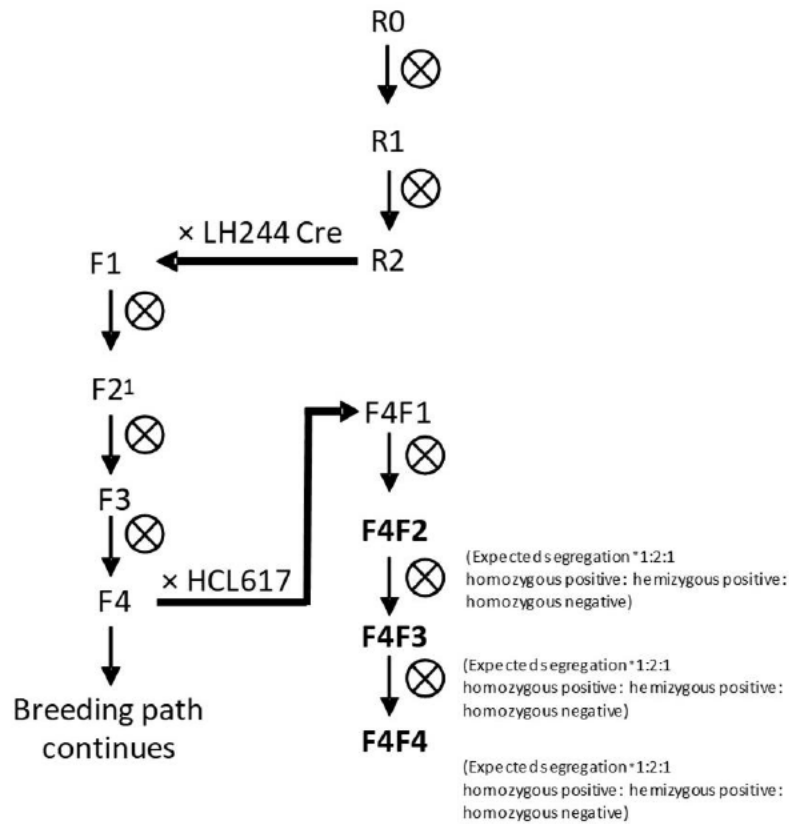 R0
R1
× LH244 Cre
F1
R2
F2¹
F4F1
F3
F4F2
(Expected segregation *1:2:1
homozygous positive: hemizygous positive:
homozygous negative)
× HCL617
F4
F4F3
(Expected segregation *1:2:1
homozygous positive: hemizygous positive:
homozygous negative)
Breeding path
continues
F4F4
(Expected segregation *1:2:1
homozygous positive: hemizygous positive:
homozygous negative)